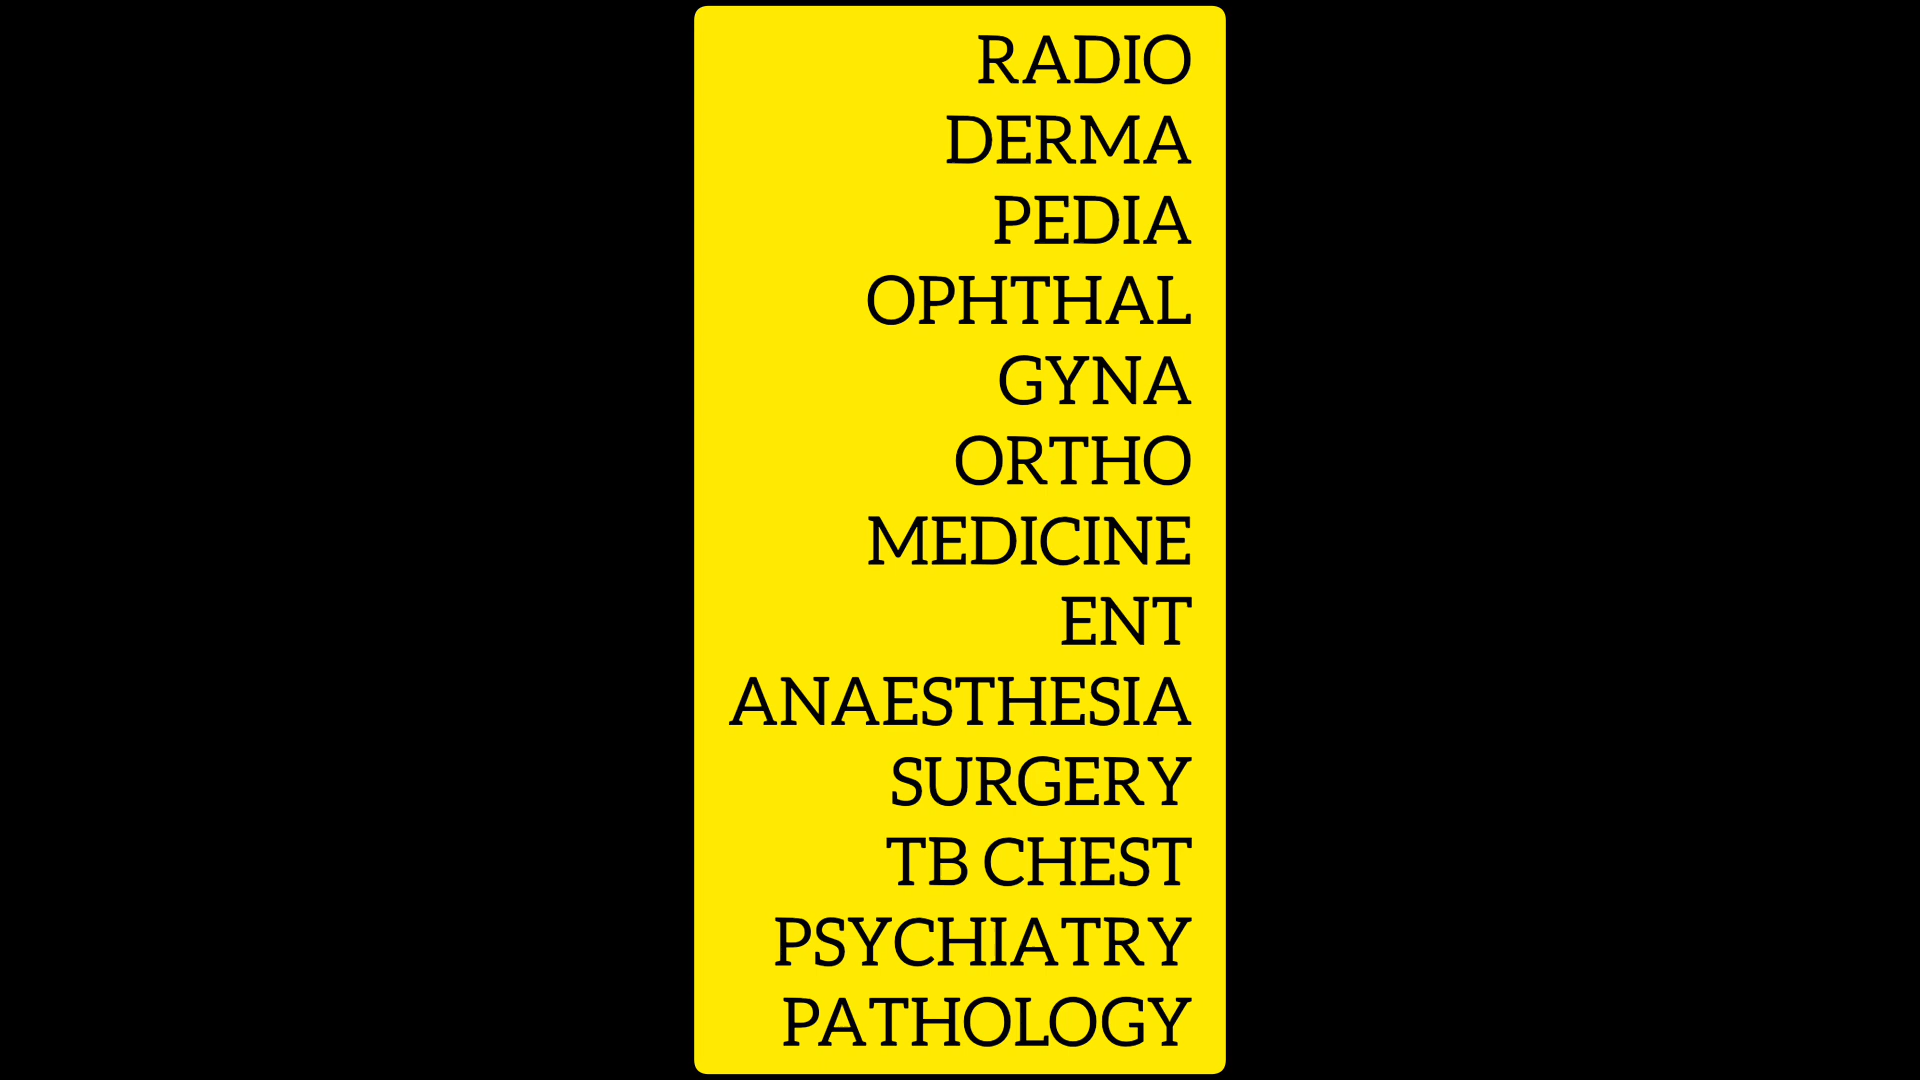 RADIO
DERMA
PEDIA
OPHTHAL
GYNA
ORTHO
MEDICINE
ENT
ANAESTHESIA
SURGERY
TB CHEST
PSYCHIATRY
PATHOLOGY